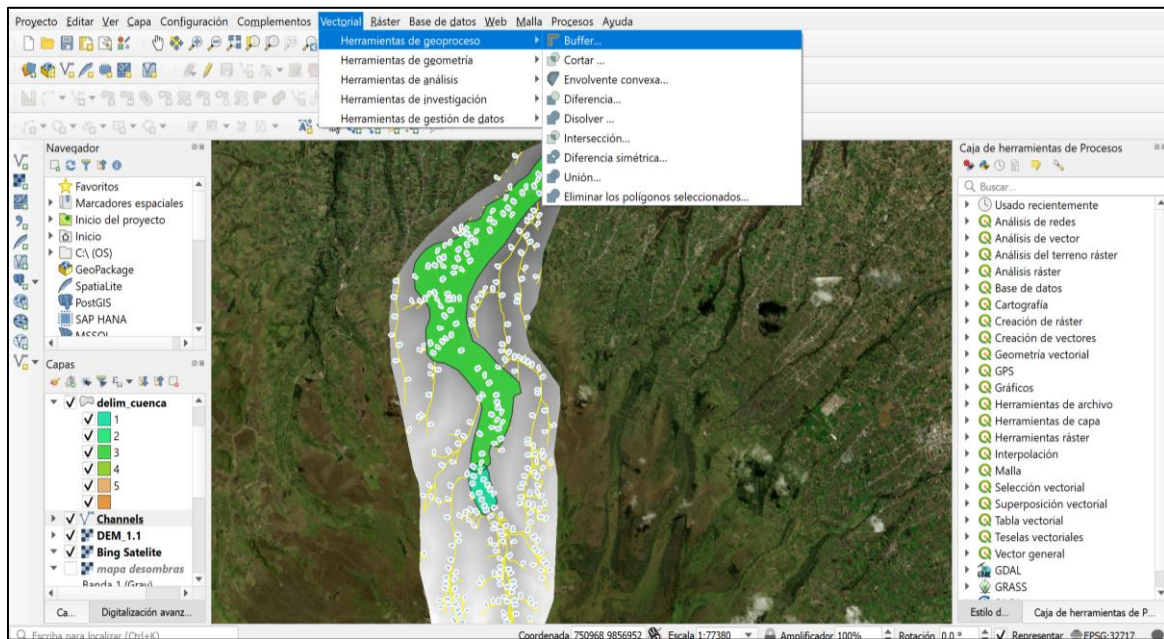 Proyecto Editar Ver Capa Configuración Complementos Vectorial Ráster Base de datos Web Malla Procesos Ayuda
Herramientas de geoproceso
Herramientas de geometría
Herramientas de análisis
Herramientas de investigación
Herramientas de gestión de datos
Buffer...
Cortar ...
Envolvente convexa...
Diferencia...
Disolver ...
Intersección...
Diferencia simétrica...
Unión...
Eliminar los polígonos seleccionados...
Navegador
Favoritos
Marcadores espaciales
Inicio del proyecto
Inicio
C:\ (OS)
GeoPackage
SpatiaLite
PostGIS
SAP HANA
MSSQL
Capas
delim_cuenca
1
2
3
4
5
Channels
DEM_1.1
Bing Satelite
mapa desombras
Banda 1 (Gray)
Ca... Digitalización avanz...
Caja de herramientas de Procesos
Buscar...
Usado recientemente
Análisis de redes
Análisis de vector
Análisis del terreno ráster
Análisis ráster
Base de datos
Cartografía
Creación de ráster
Creación de vectores
Geometría vectorial
GPS
Gráficos
Herramientas de archivo
Herramientas de capa
Herramientas ráster
Interpolación
Malla
Selección vectorial
Superposición vectorial
Tabla vectorial
Teselas vectoriales
Vector general
GDAL
GRASS
Estilo d... Caja de herramientas de P...
Escriba para localizar (Ctrl+K) Coordenada 750968 9856952 Escala 1:77380 Amplificador 100% Rotación 0.0 ° Representar EPSG:32717